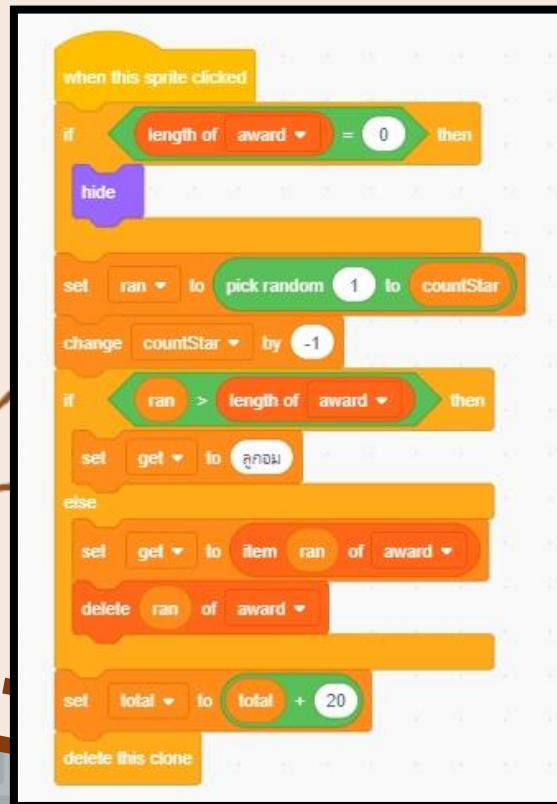 when this sprite clicked
if length of award = 0 then
hide
set ran to pick random 1 to countStar
change countStar by -1
if ran > length of award then
set get to ลูกอม
else
set get to item ran of award
delete ran of award
set total to total + 20
delete this clone